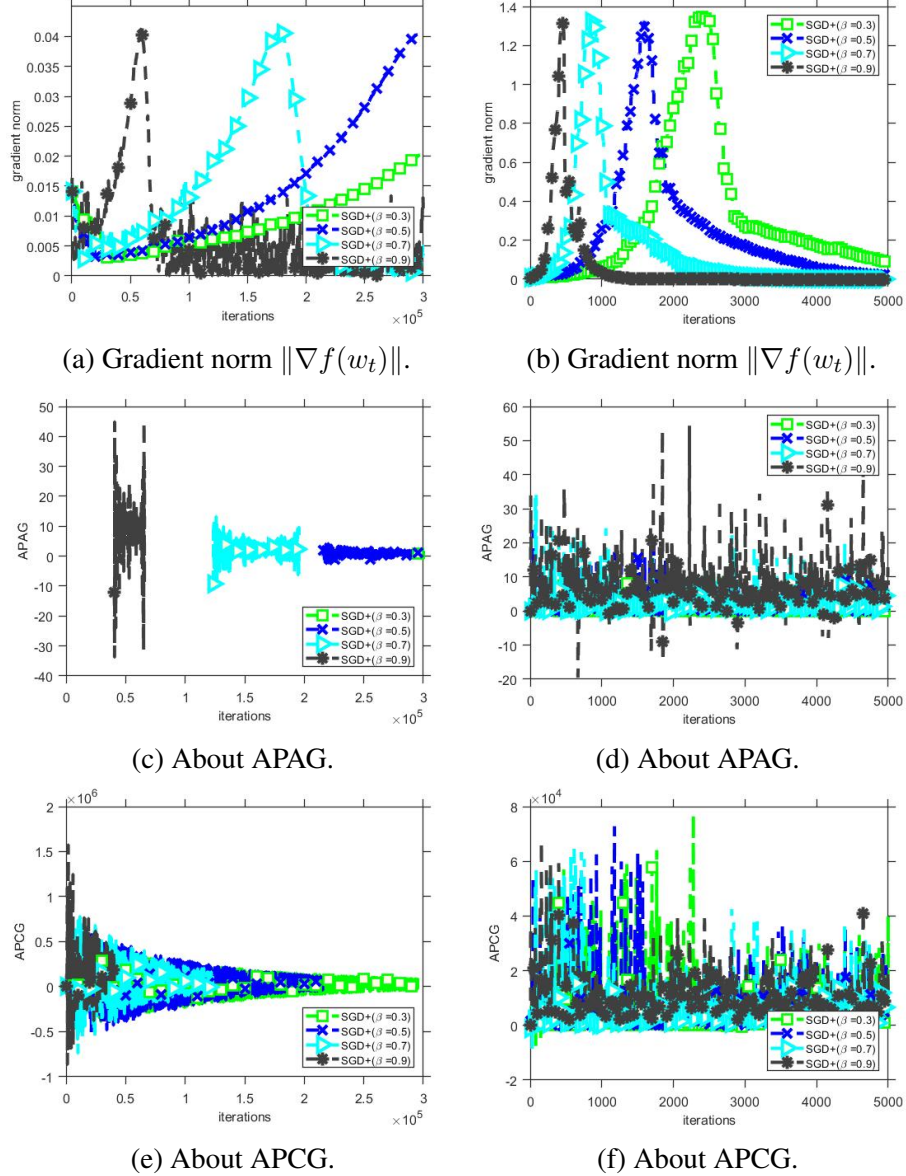 0.04
0.035
0.03
0.025
0.02
0.015
0.01
0.005
0
gradient norm
SGD+(β =0.3)
SGD+(β =0.5)
SGD+(β =0.7)
SGD+(β =0.9)
0 0.5 1 1.5 2 2.5 3
iterations
×10⁵
(a) Gradient norm ‖∇f(w_t)‖.
1.4
1.2
1
0.8
0.6
0.4
0.2
0
gradient norm
SGD+(β =0.3)
SGD+(β =0.5)
SGD+(β =0.7)
SGD+(β =0.9)
0 1000 2000 3000 4000 5000
iterations
(b) Gradient norm ‖∇f(w_t)‖.
50
40
30
20
10
0
-10
-20
-30
-40
APAG
SGD+(β =0.3)
SGD+(β =0.5)
SGD+(β =0.7)
SGD+(β =0.9)
0 0.5 1 1.5 2 2.5 3
iterations
×10⁵
(c) About APAG.
60
50
40
30
20
10
0
-10
-20
APAG
SGD+(β =0.3)
SGD+(β =0.5)
SGD+(β =0.7)
SGD+(β =0.9)
0 1000 2000 3000 4000 5000
iterations
(d) About APAG.
×10⁶
2
1.5
1
0.5
0
-0.5
-1
APCG
SGD+(β =0.3)
SGD+(β =0.5)
SGD+(β =0.7)
SGD+(β =0.9)
0 0.5 1 1.5 2 2.5 3
iterations
×10⁵
(e) About APCG.
×10⁴
8
6
4
2
0
-2
APCG
SGD+(β =0.3)
SGD+(β =0.5)
SGD+(β =0.7)
SGD+(β =0.9)
0 1000 2000 3000 4000 5000
iterations
(f) About APCG.